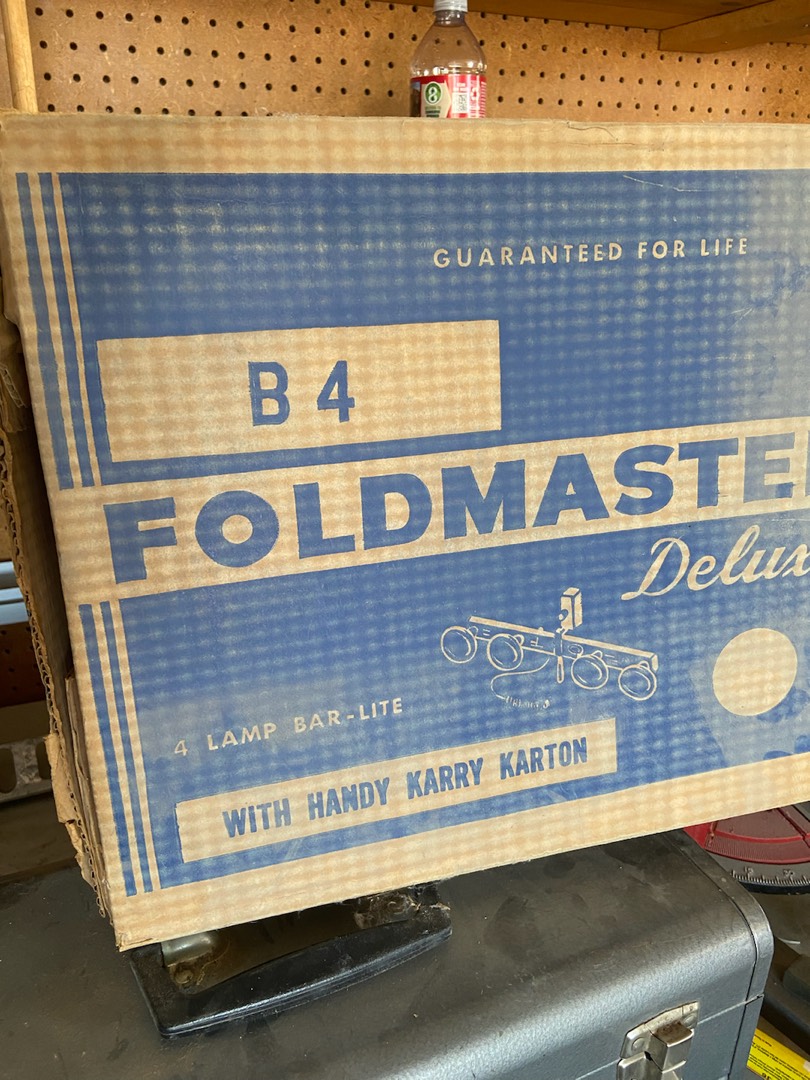 GUARANTEED FOR LIFE
B 4
FOLDMASTE
Delux
4 LAMP BAR-LITE
WITH HANDY KARRY KARTON